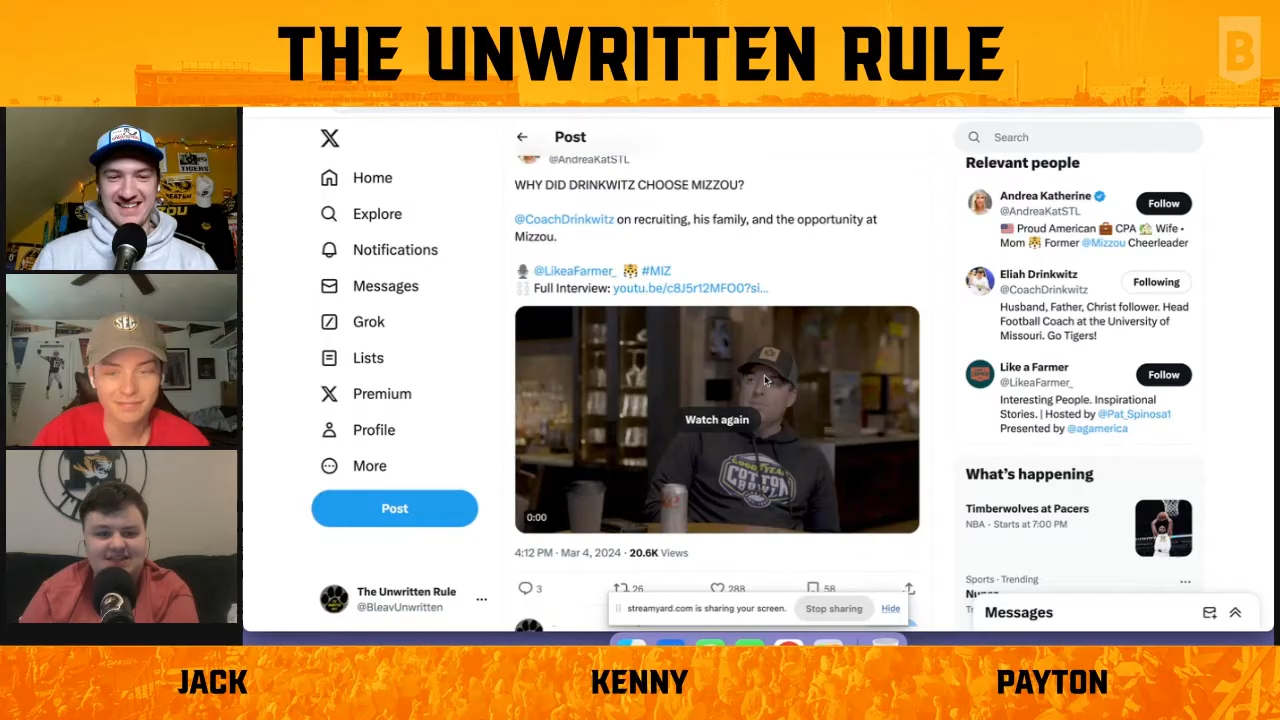 THE UNWRITTEN RULE
B
TIGERS
SEC
X
Home
Explore
Notifications
Messages
Grok
Lists
Premium
Profile
More
Post
The Unwritten Rule
@BleavUnwritten
Post
@AndreaKatSTL
WHY DID DRINKWITZ CHOOSE MIZZOU?
@CoachDrinkwitz on recruiting, his family, and the opportunity at
Mizzou.
@LikeaFarmer_ #MIZ
Full Interview: youtu.be/c8J5r12MFO0?si...
Watch again
GOODYEAR
COTTON
BOWL
0:00
4:12 PM · Mar 4, 2024 · 20.6K Views
3
26
288
58
streamyard.com is sharing your screen.
Stop sharing
Hide
Search
Relevant people
Andrea Katherine
@AndreaKatSTL
Follow
Proud American CPA Wife •
Mom Former @Mizzou Cheerleader
Eliah Drinkwitz
@CoachDrinkwitz
Following
Husband, Father, Christ follower. Head
Football Coach at the University of
Missouri. Go Tigers!
Like a Farmer
@LikeaFarmer_
Follow
Interesting People. Inspirational
Stories. | Hosted by @Pat_Spinosa1
Presented by @agamerica
What's happening
Timberwolves at Pacers
NBA · Starts at 7:00 PM
Sports · Trending
Messages
JACK
KENNY
PAYTON